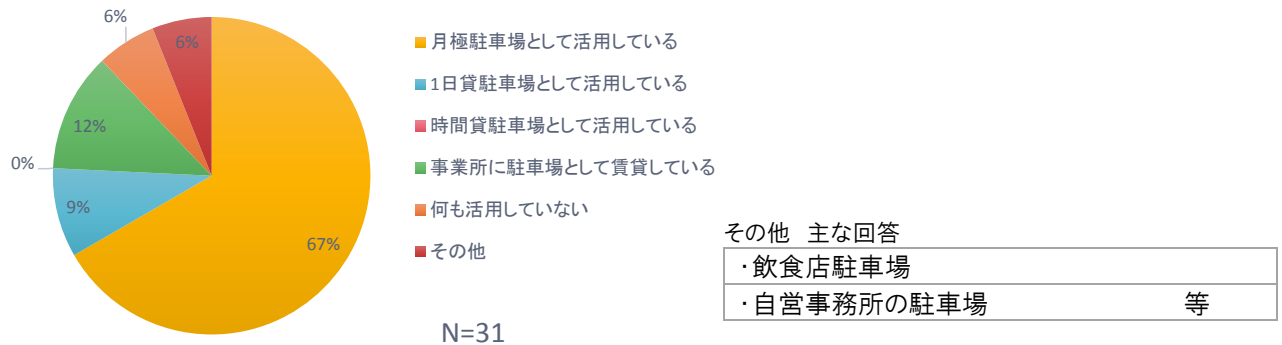 6%
6%
12%
0%
9%
67%
月極駐車場として活用している
1日貸駐車場として活用している
時間貸駐車場として活用している
事業所に駐車場として賃貸している
何も活用していない
その他
N=31
その他 主な回答
・飲食店駐車場
・自営事務所の駐車場 等